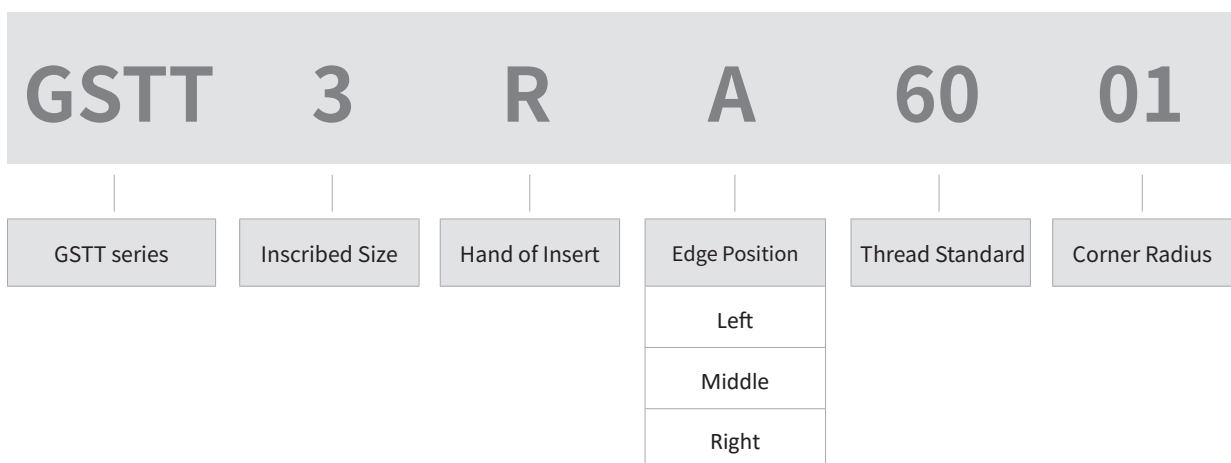 GSTT 3 R A 60 01
GSTT series Inscribed Size Hand of Insert Edge Position Thread Standard Corner Radius
Left
Middle
Right